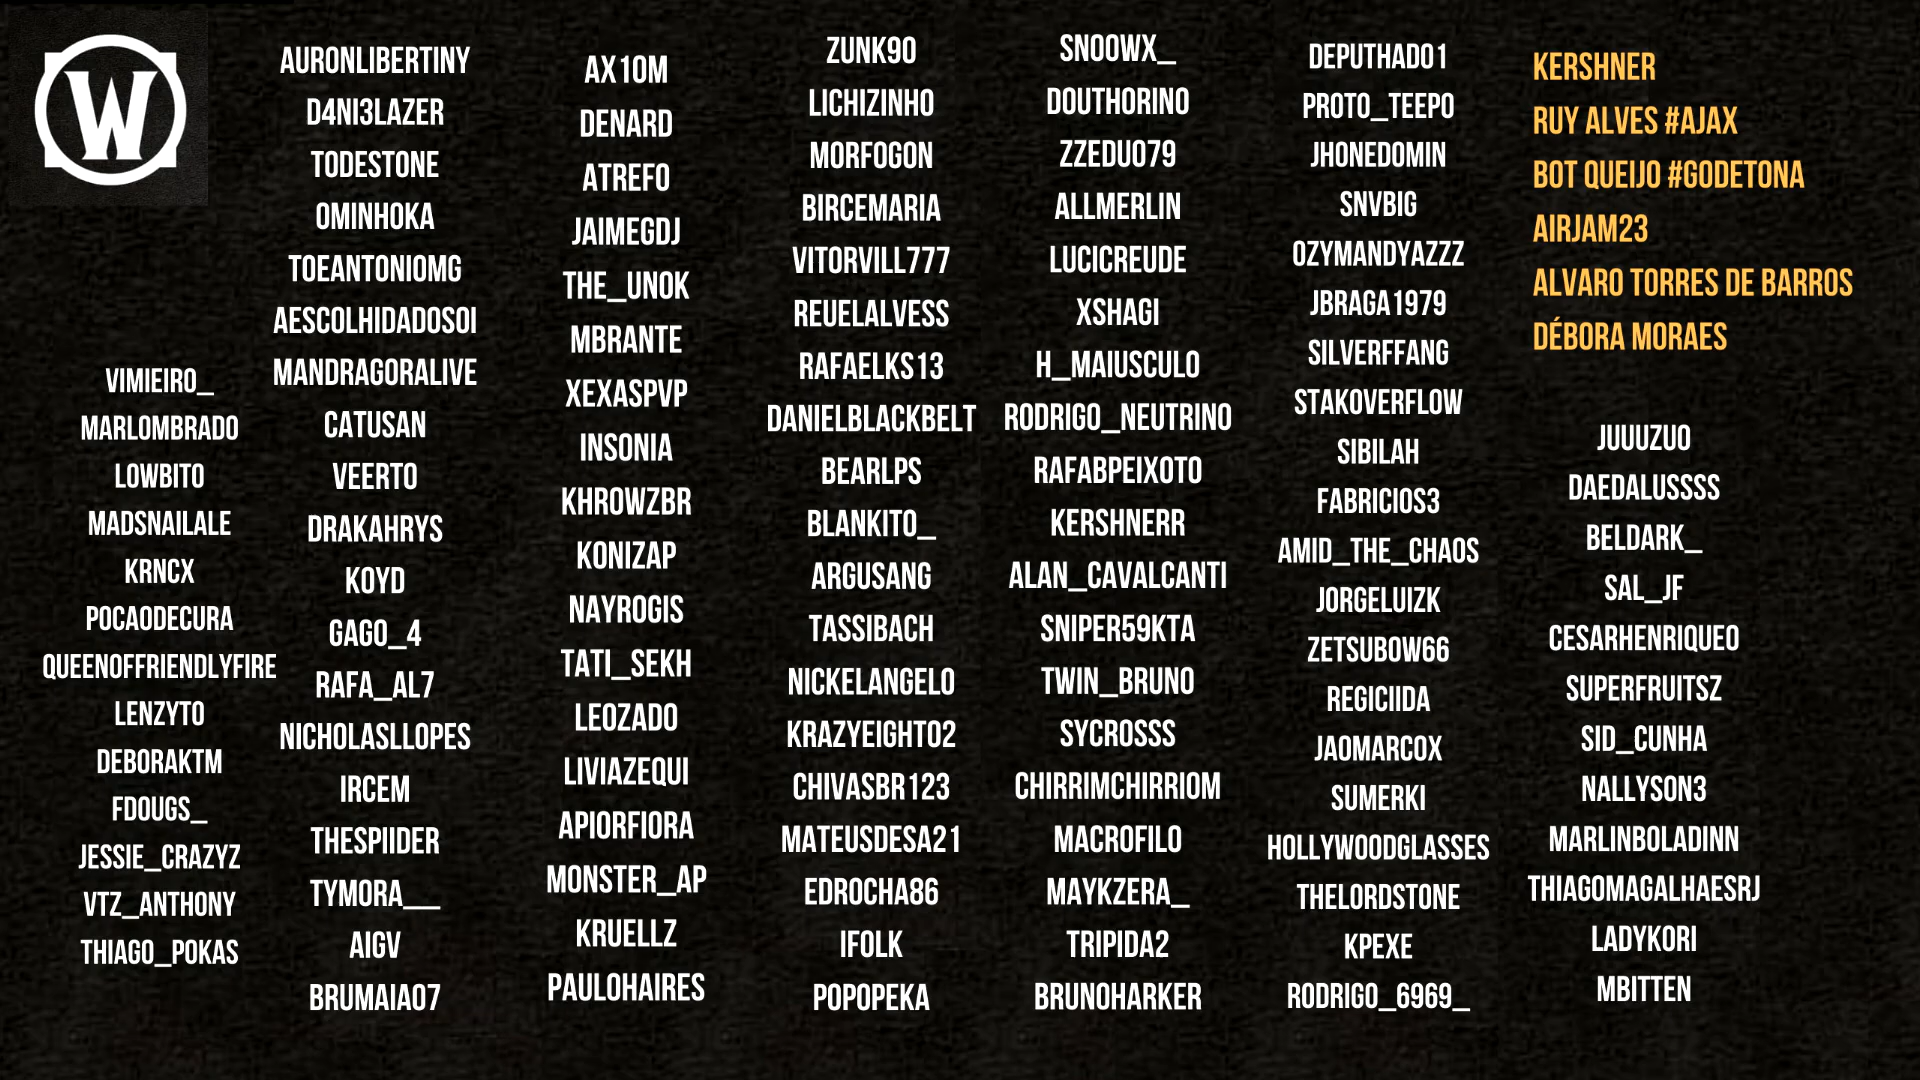 W
VIMIEIRO_
MARLOMBRADO
LOWBITO
MADSNAILALE
KRNCX
POCAODECURA
QUEENOFFRIENDLYFIRE
LENZYTO
DEBORAKTM
FDOUGS_
JESSIE_CRAZYZ
VTZ_ANTHONY
THIAGO_POKAS
AURONLIBERTINY
D4NI3LAZER
TODESTONE
OMINHOKA
TOEANTONIOMG
AESCOLHIDADOSOI
MANDRAGORALIVE
CATUSAN
VEERTO
DRAKAHRYS
KOYD
GAGO_4
RAFA_AL7
NICHOLASLLOPES
IRCEM
THESPIIDER
TYMORA__
AIGV
BRUMAIA07
AX10M
DENARD
ATREFO
JAIMEGDJ
THE_UNOK
MBRANTE
XEXASPVP
INSONIA
KHROWZBR
KONIZAP
NAYROGIS
TATI_SEKH
LEOZADO
LIVIAZEQUI
APIORFIORA
MONSTER_AP
KRUELLZ
PAULOHAIRES
ZUNK90
LICHIZINHO
MORFOGON
BIRCEMARIA
VITORVILL777
REUELALVESS
RAFAELKS13
DANIELBLACKBELT
BEARLPS
BLANKITO_
ARGUSANG
TASSIBACH
NICKELANGELO
KRAZYEIGHT02
CHIVASBR123
MATEUSDESA21
EDROCHA86
IFOLK
POPOPEKA
SNOOWX_
DOUTHORINO
ZZEDU079
ALLMERLIN
LUCICREUDE
XSHAGI
H_MAIUSCULO
RODRIGO_NEUTRINO
RAFABPEIXOTO
KERSHNERR
ALAN_CAVALCANTI
SNIPER59KTA
TWIN_BRUNO
SYCROSSS
CHIRRIMCHIRRIOM
MACROFILO
MAYKZERA_
TRIPIDA2
BRUNOHARKER
DEPUTHADO1
PROTO_TEEPO
JHONEDOMIN
SNVBIG
OZYMANDYAZZZ
JBRAGA1979
SILVERFFANG
STAKOVERFLOW
SIBILAH
FABRICIOS3
AMID_THE_CHAOS
JORGELUIZK
ZETSUBOW66
REGICIIDA
JAOMARCOX
SUMERKI
HOLLYWOODGLASSES
THELORDSTONE
KPEXE
RODRIGO_6969_
KERSHNER
RUY ALVES #AJAX
BOT QUEIJO #GODETONA
AIRJAM23
ALVARO TORRES DE BARROS
DÉBORA MORAES
JUUUZUO
DAEDALUSSSS
BELDARK_
SAL_JF
CESARHENRIQUEO
SUPERFRUITSZ
SID_CUNHA
NALLYSON3
MARLINBOLADINN
THIAGOMAGALHAESRJ
LADYKORI
MBITTEN